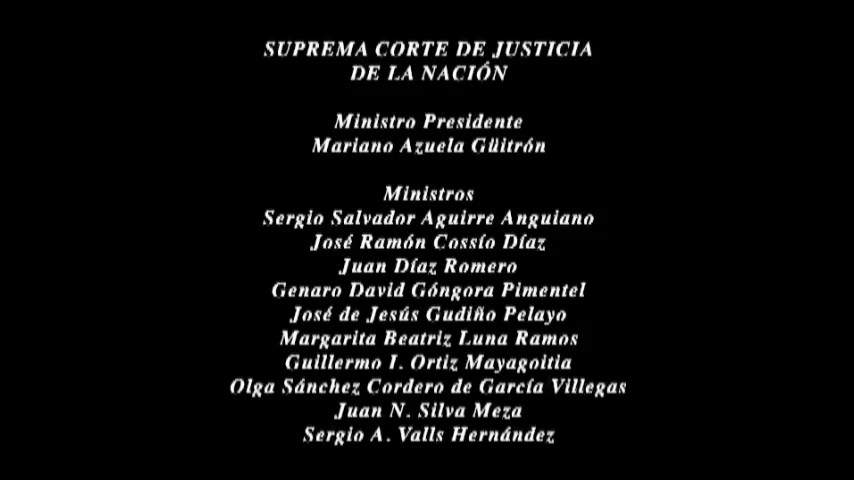 SUPREMA CORTE DE JUSTICIA
DE LA NACIÓN
Ministro Presidente
Mariano Azuela Güitrón
Ministros
Sergio Salvador Aguirre Anguiano
José Ramón Cossío Díaz
Juan Díaz Romero
Genaro David Góngora Pimentel
José de Jesús Gudiño Pelayo
Margarita Beatriz Luna Ramos
Guillermo I. Ortiz Mayagoitia
Olga Sánchez Cordero de García Villegas
Juan N. Silva Meza
Sergio A. Valls Hernández